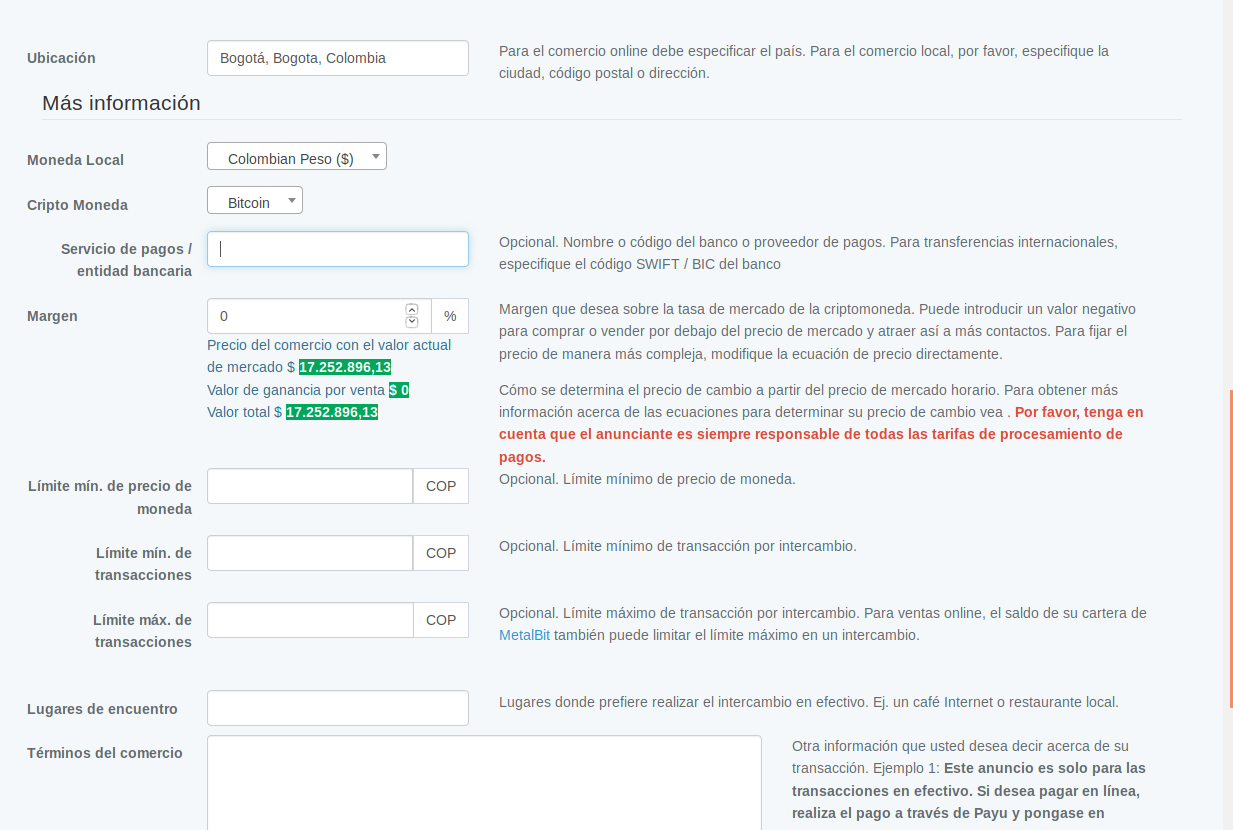 Ubicación
Bogotá, Bogota, Colombia
Para el comercio online debe especificar el país. Para el comercio local, por favor, especifique la
ciudad, código postal o dirección.
Más información
Moneda Local
Colombian Peso ($)
Cripto Moneda
Bitcoin
Servicio de pagos /
entidad bancaria
Opcional. Nombre o código del banco o proveedor de pagos. Para transferencias internacionales,
especifique el código SWIFT / BIC del banco
Margen
0
%
Precio del comercio con el valor actual
de mercado $ 17.252.896,13
Valor de ganancia por venta $ 0
Valor total $ 17.252.896,13
Margen que desea sobre la tasa de mercado de la criptomoneda. Puede introducir un valor negativo
para comprar o vender por debajo del precio de mercado y atraer así a más contactos. Para fijar el
precio de manera más compleja, modifique la ecuación de precio directamente.
Cómo se determina el precio de cambio a partir del precio de mercado horario. Para obtener más
información acerca de las ecuaciones para determinar su precio de cambio vea . Por favor, tenga en
cuenta que el anunciante es siempre responsable de todas las tarifas de procesamiento de
pagos.
Límite mín. de precio de
moneda
COP
Opcional. Límite mínimo de precio de moneda.
Límite mín. de
transacciones
COP
Opcional. Límite mínimo de transacción por intercambio.
Límite máx. de
transacciones
COP
Opcional. Límite máximo de transacción por intercambio. Para ventas online, el saldo de su cartera de
MetalBit también puede limitar el límite máximo en un intercambio.
Lugares de encuentro
Lugares donde prefiere realizar el intercambio en efectivo. Ej. un café Internet o restaurante local.
Términos del comercio
Otra información que usted desea decir acerca de su
transacción. Ejemplo 1: Este anuncio es solo para las
transacciones en efectivo. Si desea pagar en línea,
realiza el pago a través de Payu y pongase en